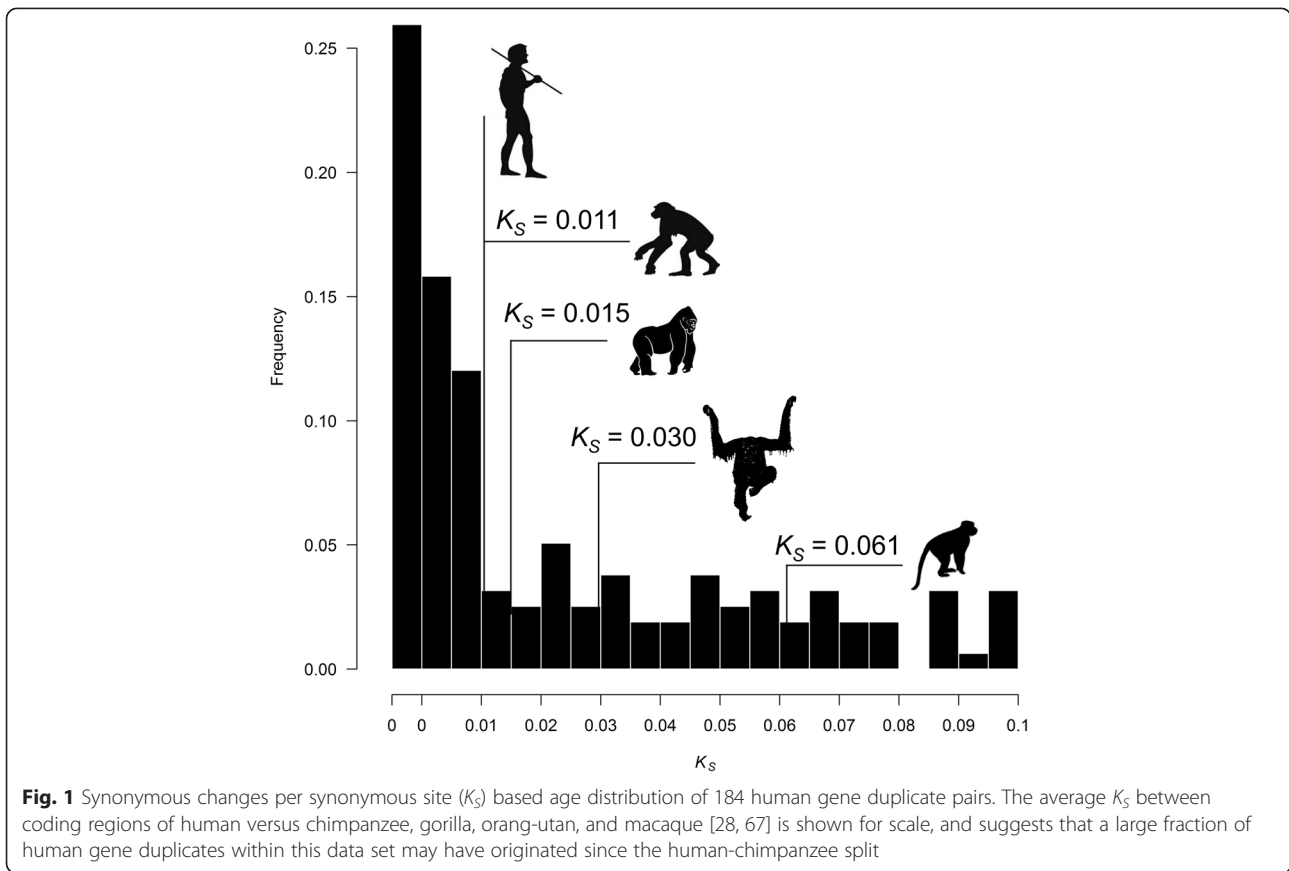 0.25
0.20
0.15
0.10
0.05
0.00
Frequency
K_S = 0.011
K_S = 0.015
K_S = 0.030
K_S = 0.061
0 0 0.01 0.02 0.03 0.04 0.05 0.06 0.07 0.08 0.09 0.1
K_S
Fig. 1 Synonymous changes per synonymous site (K_S) based age distribution of 184 human gene duplicate pairs. The average K_S between
coding regions of human versus chimpanzee, gorilla, orang-utan, and macaque [28, 67] is shown for scale, and suggests that a large fraction of
human gene duplicates within this data set may have originated since the human-chimpanzee split